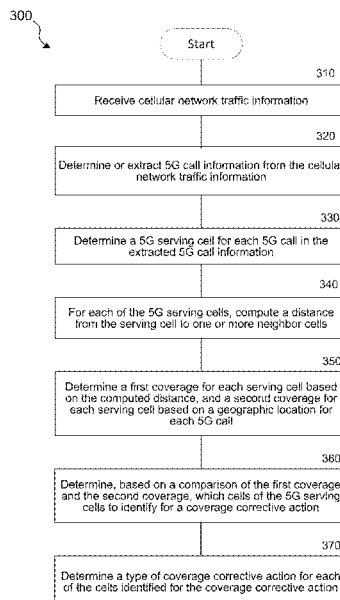 300
Start
310
Receive cellular network traffic information
320
Determine or extract 5G call information from the cellular
network traffic information
330
Determine a 5G serving cell for each 5G call in the
extracted 5G call information
340
For each of the 5G serving cells, compute a distance
from the serving cell to one or more neighbor cells
350
Determine a first coverage for each serving cell based
on the computed distance, and a second coverage for
each serving cell based on a geographic location for
each 5G call
360
Determine, based on a comparison of the first coverage
and the second coverage, which cells of the 5G serving
cells to identify for a coverage corrective action
370
Determine a type of coverage corrective action for each
of the cells identified for the coverage corrective action